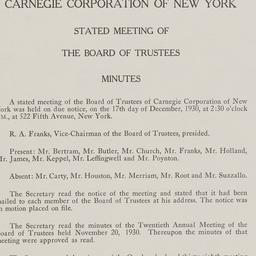 CARNEGIE CORPORATION OF NEW YORK
STATED MEETING OF
THE BOARD OF TRUSTEES
MINUTES
A stated meeting of the Board of Trustees of Carnegie Corporation of New
ork was held on due notice, on the 17th day of December, 1930, at 2:30 o'clock
.M., at 522 Fifth Avenue, New York.
R. A. Franks, Vice-Chairman of the Board of Trustees, presided.
Present: Mr. Bertram, Mr. Butler, Mr. Church, Mr. Franks, Mr. Holland,
Mr. James, Mr. Keppel, Mr. Leffingwell and Mr. Poynton.
Absent: Mr. Carty, Mr. Houston, Mr. Merriam, Mr. Root and Mr. Suzzallo.
The Secretary read the notice of the meeting and stated that it had been
ailed to each member of the Board of Trustees at his address. The notice was
n motion placed on file.
The Secretary read the minutes of the Twentieth Annual Meeting of the
oard of Trustees held November 20, 1930. Thereupon the minutes of that
meeting were approved as read.